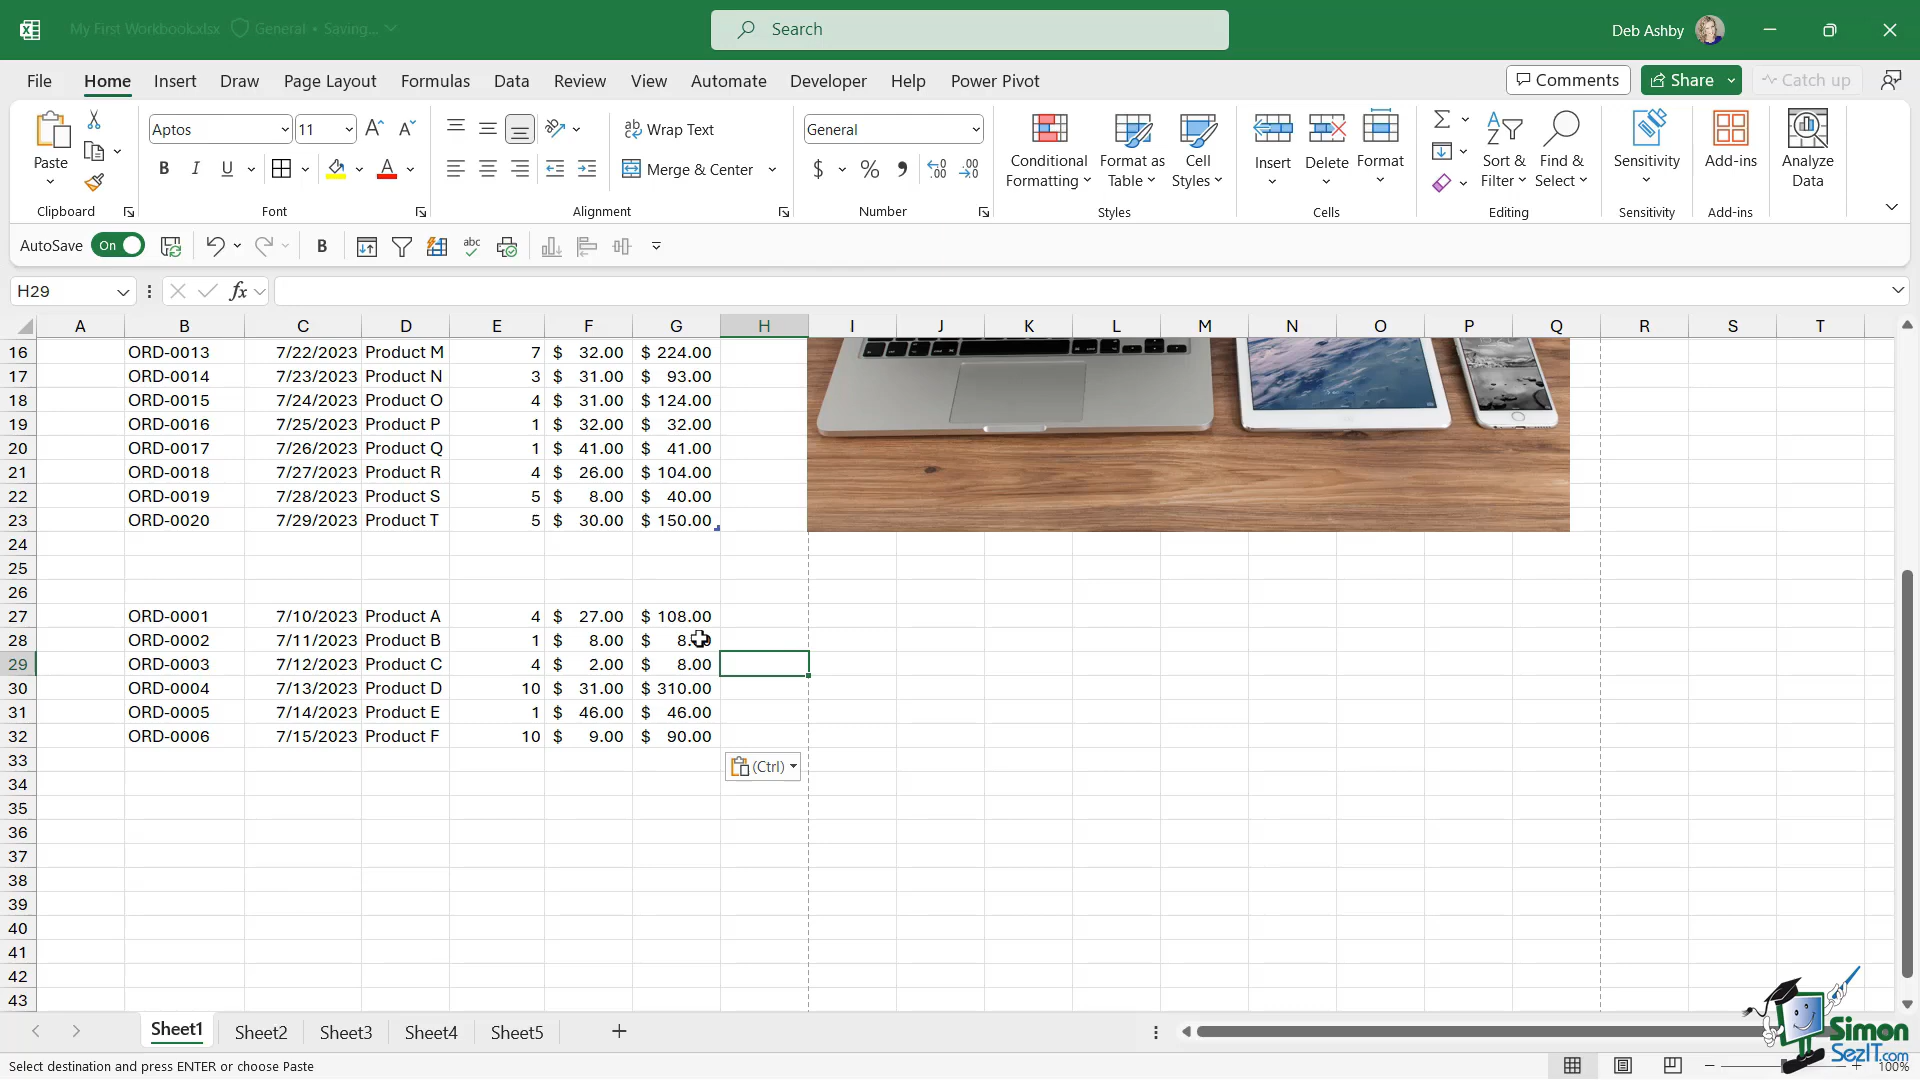 My First Workbook.xlsx General • Saving...
Search
Deb Ashby
File Home Insert Draw Page Layout Formulas Data Review View Automate Developer Help Power Pivot
Comments Share Catch up
Paste
Clipboard
Aptos 11
B I U
Font
Wrap Text
Merge & Center
Alignment
General
$ % ,
Number
Conditional Formatting
Format as Table
Cell Styles
Styles
Insert Delete Format
Cells
Sort & Filter
Find & Select
Editing
Sensitivity
Sensitivity
Add-ins
Add-ins
Analyze Data
AutoSave On B abc
H29 fx
A B C D E F G H I J K L M N O P Q R S T
16 ORD-0013 7/22/2023 Product M 7 $ 32.00 $ 224.00
17 ORD-0014 7/23/2023 Product N 3 $ 31.00 $ 93.00
18 ORD-0015 7/24/2023 Product O 4 $ 31.00 $ 124.00
19 ORD-0016 7/25/2023 Product P 1 $ 32.00 $ 32.00
20 ORD-0017 7/26/2023 Product Q 1 $ 41.00 $ 41.00
21 ORD-0018 7/27/2023 Product R 4 $ 26.00 $ 104.00
22 ORD-0019 7/28/2023 Product S 5 $ 8.00 $ 40.00
23 ORD-0020 7/29/2023 Product T 5 $ 30.00 $ 150.00
24
25
26
27 ORD-0001 7/10/2023 Product A 4 $ 27.00 $ 108.00
28 ORD-0002 7/11/2023 Product B 1 $ 8.00 $
29 ORD-0003 7/12/2023 Product C 4 $ 2.00 $ 8.00
30 ORD-0004 7/13/2023 Product D 10 $ 31.00 $ 310.00
31 ORD-0005 7/14/2023 Product E 1 $ 46.00 $ 46.00
32 ORD-0006 7/15/2023 Product F 10 $ 9.00 $ 90.00
33 (Ctrl)
34
35
36
37
38
39
40
41
42
43
Sheet1 Sheet2 Sheet3 Sheet4 Sheet5
Simon
SezIT.com
Select destination and press ENTER or choose Paste 100%